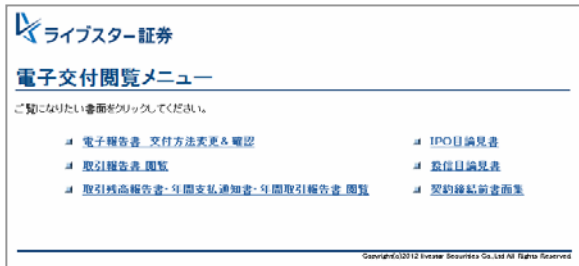 ライブスター証券
電子交付閲覧メニュー
ご覧になりたい書面をクリックしてください。
電子報告書 交付方法変更&確認
IPO目論見書
取引報告書 閲覧
投信目論見書
取引残高報告書・年間支払通知書・年間取引報告書 閲覧
契約締結前書面集
Copyright(c)2012 livestar Securities Co.,Ltd All Rights Reserved.